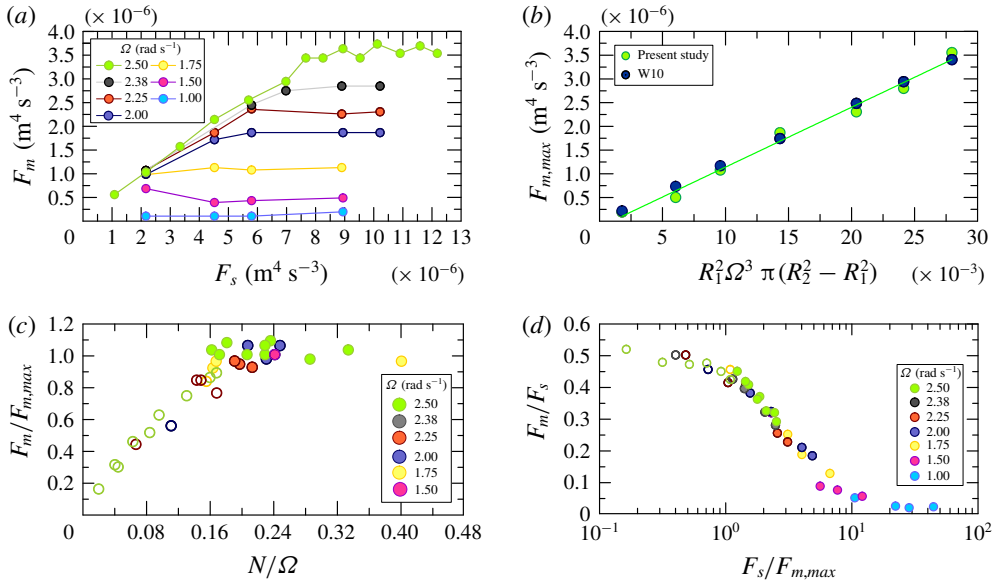 (a) (× 10⁻⁶)
F_m (m⁴ s⁻³)
4.0
3.5
3.0
2.5
2.0
1.5
1.0
0.5
0
Ω (rad s⁻¹)
2.50 1.75
2.38 1.50
2.25 1.00
2.00
1 2 3 4 5 6 7 8 9 10 11 12 13
F_s (m⁴ s⁻³) (× 10⁻⁶)
(b) (× 10⁻⁶)
F_m,max (m⁴ s⁻³)
4.0
3.5
3.0
2.5
2.0
1.5
1.0
0.5
0
Present study
W10
5 10 15 20 25 30
R₁²Ω³ π(R₂² − R₁²) (× 10⁻³)
(c)
F_m/F_m,max
1.2
1.0
0.8
0.6
0.4
0.2
0
Ω (rad s⁻¹)
2.50
2.38
2.25
2.00
1.75
1.50
0.08 0.16 0.24 0.32 0.40 0.48
N/Ω
(d)
F_m/F_s
0.6
0.5
0.4
0.3
0.2
0.1
0
Ω (rad s⁻¹)
2.50
2.38
2.25
2.00
1.75
1.50
1.00
10⁻¹ 10⁰ 10¹ 10²
F_s/F_m,max